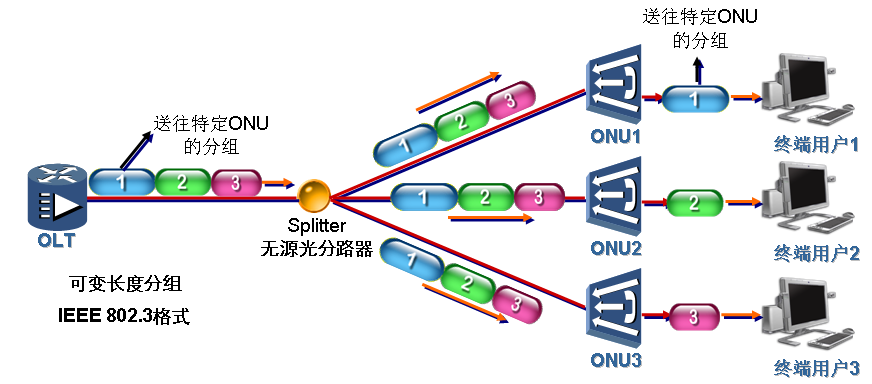 送往特定ONU
的分组
1
2
3
OLT
可变长度分组
IEEE 802.3格式
Splitter
无源光分路器
1
2
3
1
2
3
1
2
3
ONU1
ONU2
ONU3
送往特定ONU
的分组
1
终端用户1
2
终端用户2
3
终端用户3